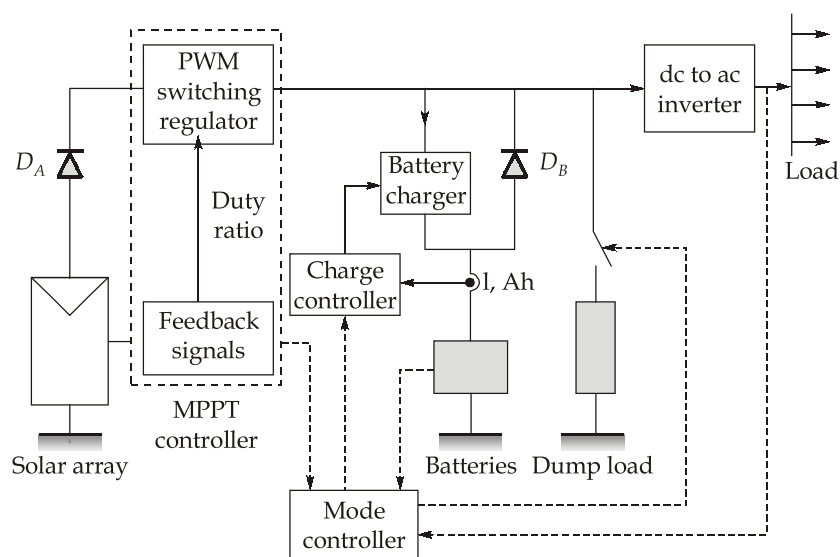 PWM
switching
regulator
dc to ac
inverter
D_A
Battery
charger
D_B
Load
Duty
ratio
Charge
controller
I, Ah
Feedback
signals
MPPT
controller
Solar array
Batteries
Dump load
Mode
controller